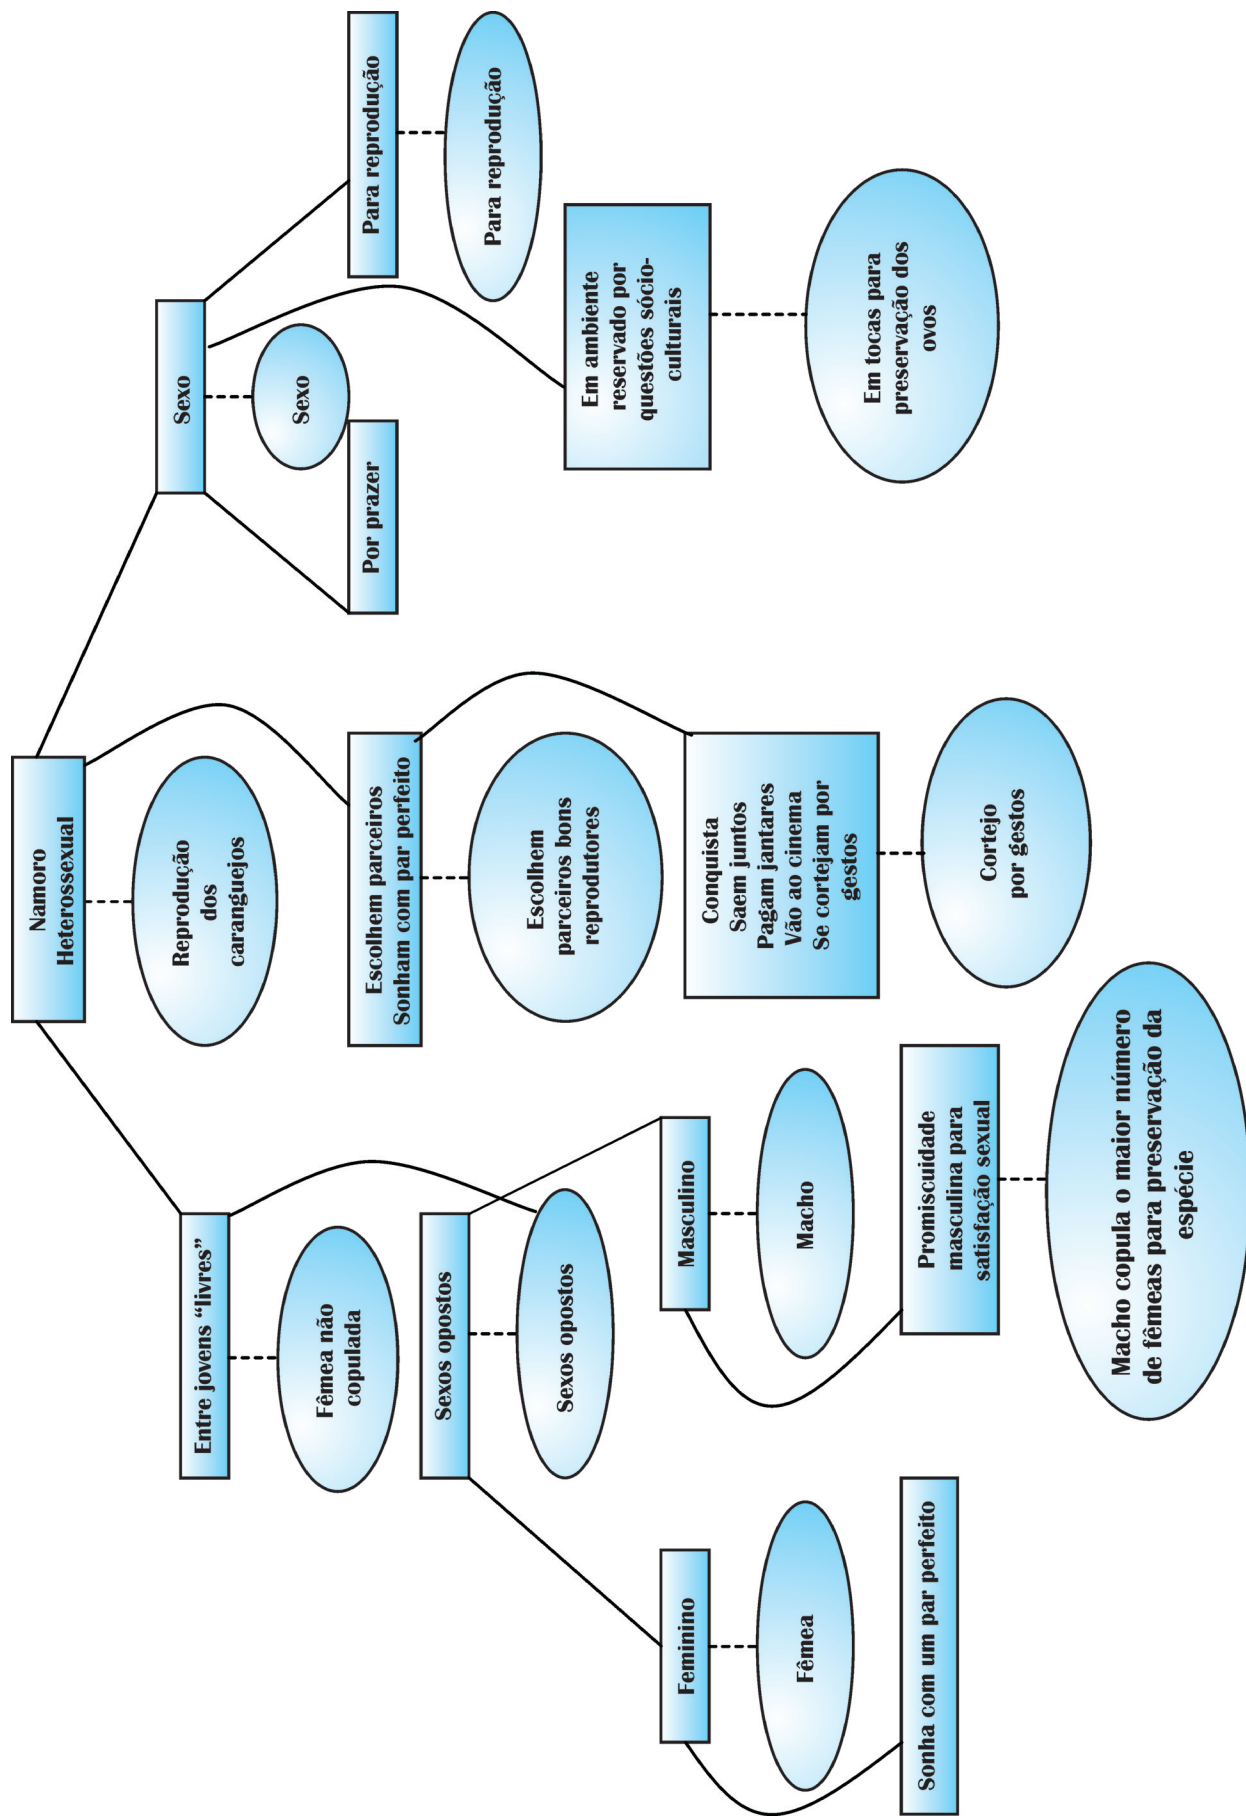 Namoro
Heterossexual
Reprodução
dos
caranguejos
Entre jovens “livres”
Fêmea não
copulada
Sexos opostos
Sexos opostos
Feminino
Fêmea
Sonha com um par perfeito
Masculino
Macho
Promiscuidade
masculina para
satisfação sexual
Macho copula o maior número
de fêmeas para preservação da
espécie
Escolhem parceiros
Sonham com par perfeito
Escolhem
parceiros bons
reprodutores
Conquista
Saem juntos
Pagam jantares
Vão ao cinema
Se cortejam por
gestos
Cortejo
por gestos
Sexo
Sexo
Por prazer
Para reprodução
Para reprodução
Em ambiente
reservado por
questões sócio-
culturais
Em tocas para
preservação dos
ovos